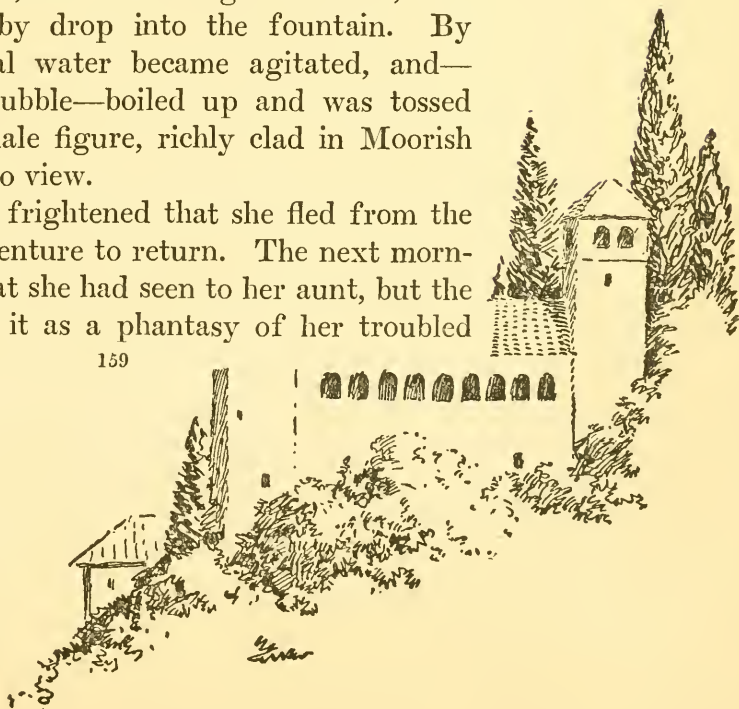 by drop into the fountain. By
al water became agitated, and—
ubble—boiled up and was tossed
ale figure, richly clad in Moorish
o view.
frightened that she fled from the
enture to return. The next morn-
at she had seen to her aunt, but the
it as a phantasy of her troubled
159